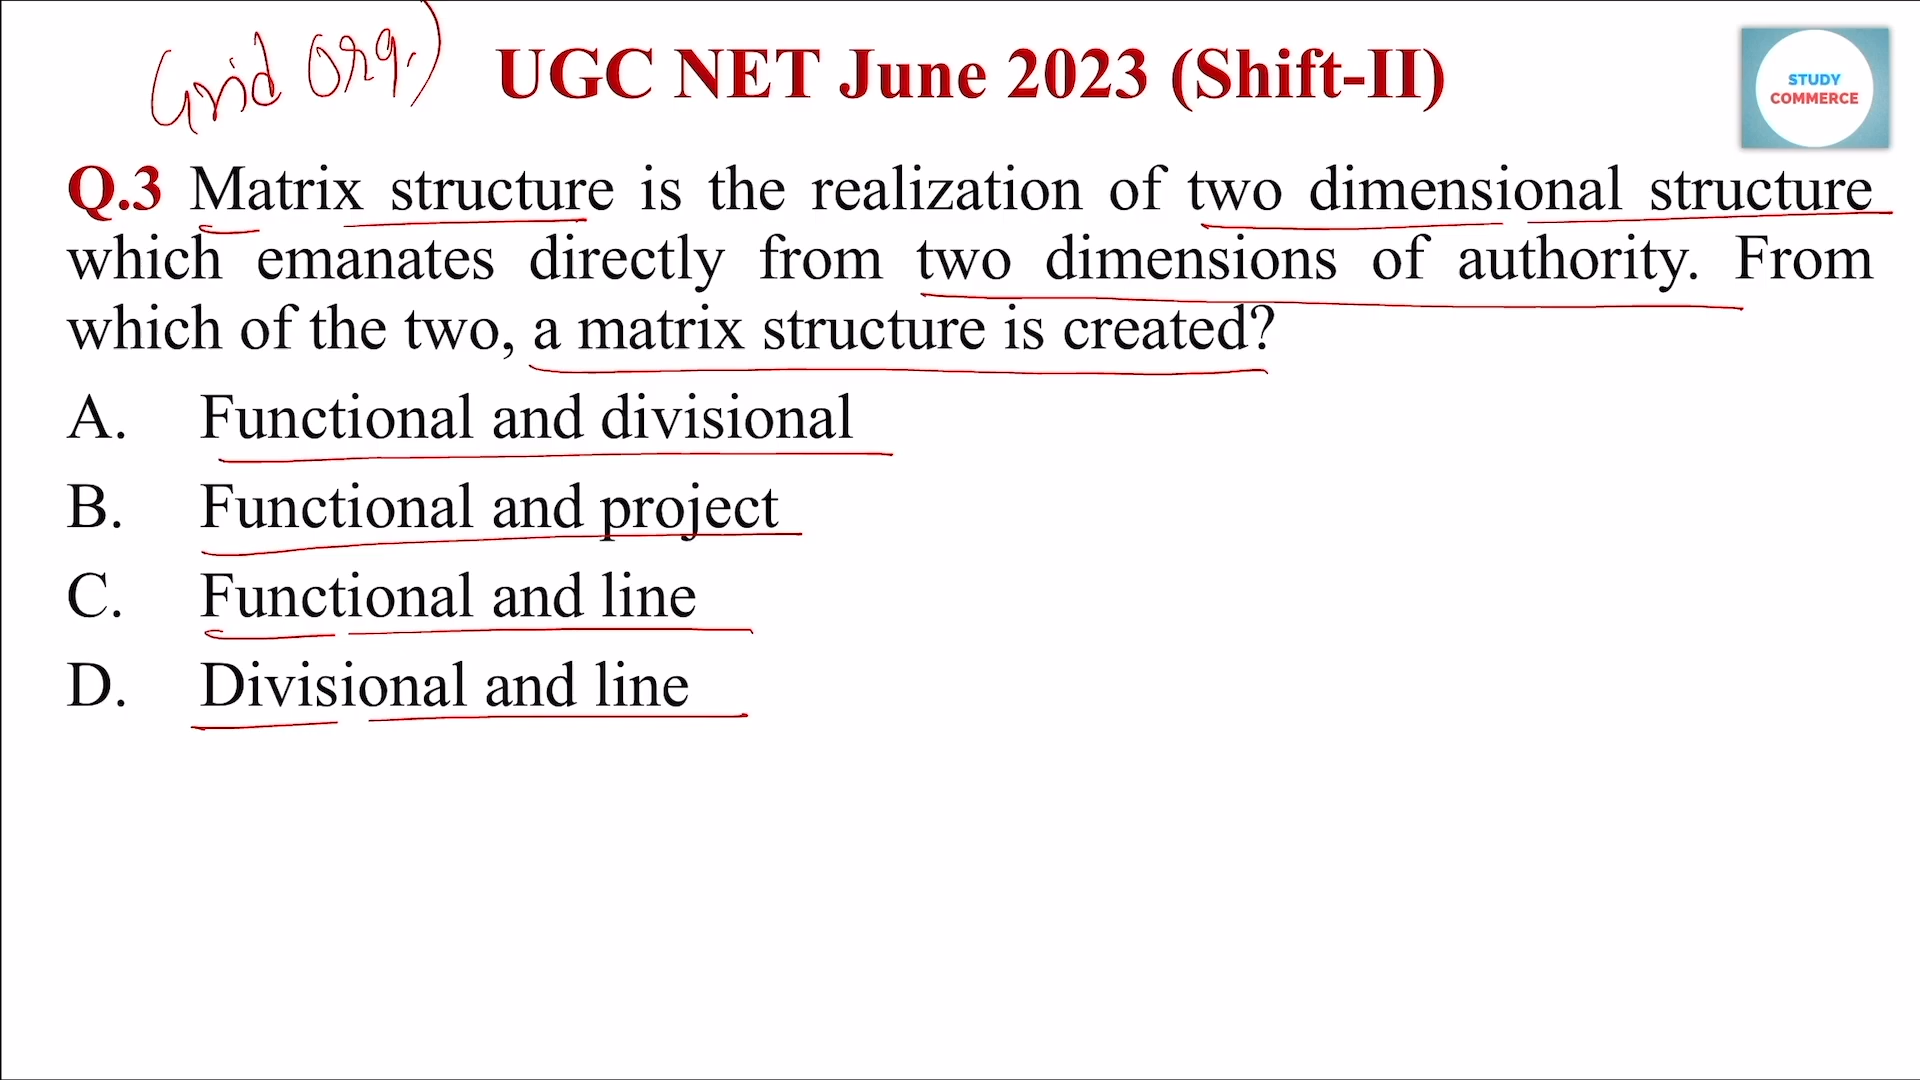 Grid Org.)
UGC NET June 2023 (Shift-II)
STUDY
COMMERCE
Q.3 Matrix structure is the realization of two dimensional structure
which emanates directly from two dimensions of authority. From
which of the two, a matrix structure is created?
A. Functional and divisional
B. Functional and project
C. Functional and line
D. Divisional and line